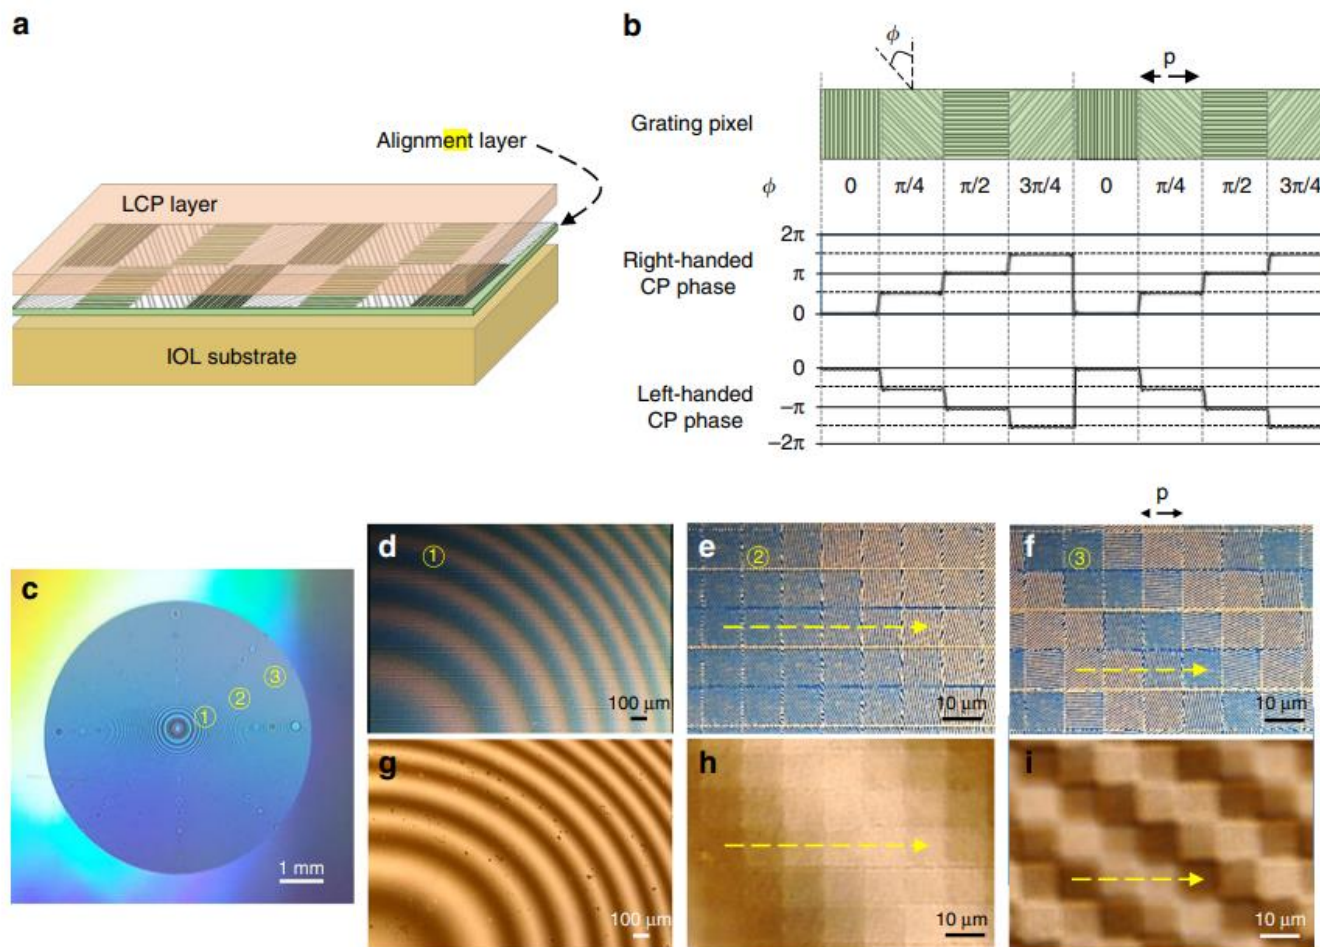 a
Alignment layer
LCP layer
IOL substrate
b
ϕ
p
Grating pixel
ϕ 0 π/4 π/2 3π/4 0 π/4 π/2 3π/4
2π
Right-handed
CP phase
π
0
0
Left-handed
CP phase
−π
−2π
c
①
②
③
1 mm
d
①
100 μm
e
②
10 μm
p
f
③
10 μm
g
100 μm
h
10 μm
i
10 μm